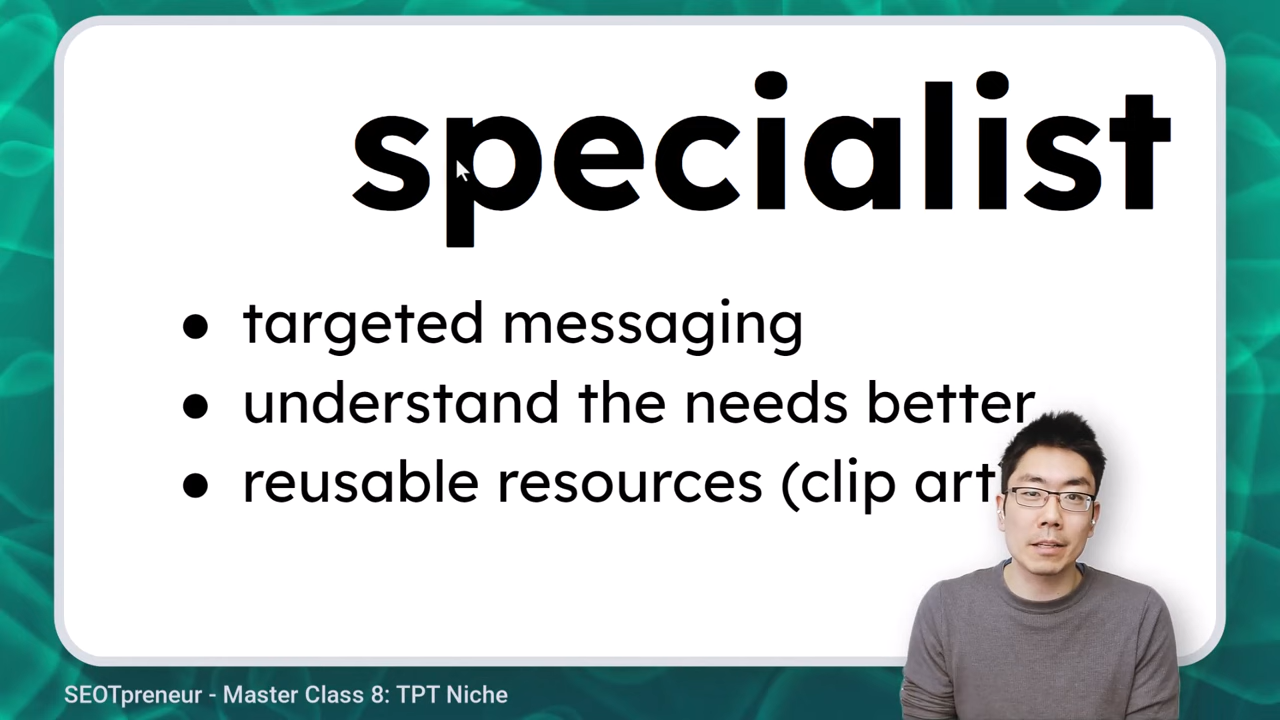 specialist
● targeted messaging
● understand the needs better
● reusable resources (clip art)
SEOTpreneur - Master Class 8: TPT Niche